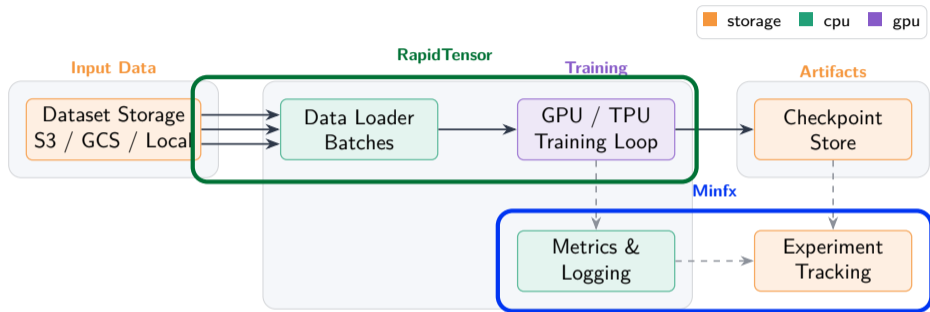 storage
cpu
gpu
RapidTensor
Input Data
Training
Artifacts
Dataset Storage
S3 / GCS / Local
Data Loader
Batches
GPU / TPU
Training Loop
Checkpoint
Store
Minfx
Metrics &
Logging
Experiment
Tracking